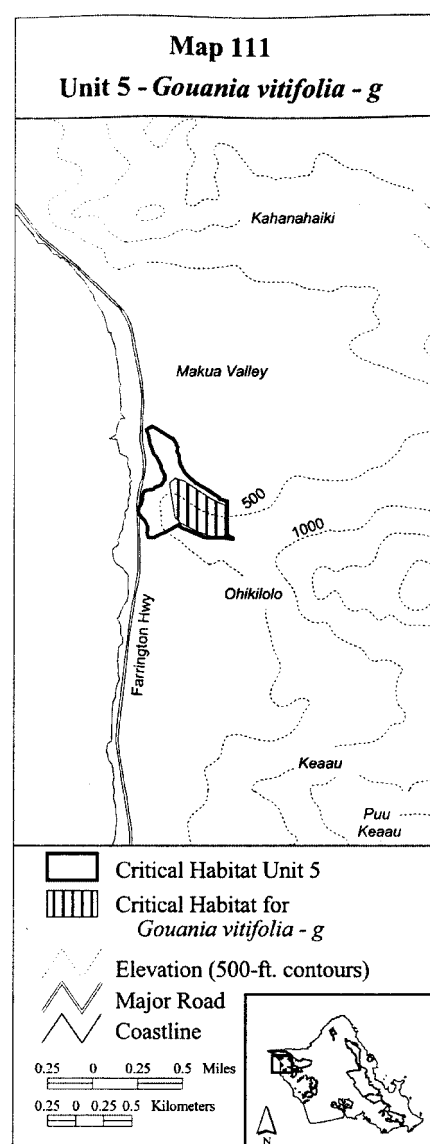 Map 111
Unit 5 - Gouania vitifolia - g
Kahanahaiki
Makua Valley
500
1000
Ohikilolo
Farrington Hwy
Keaau
Puu
Keaau
Critical Habitat Unit 5
Critical Habitat for
Gouania vitifolia - g
Elevation (500-ft. contours)
Major Road
Coastline
0.25 0 0.25 0.5 Miles
0.25 0 0.25 0.5 Kilometers
N